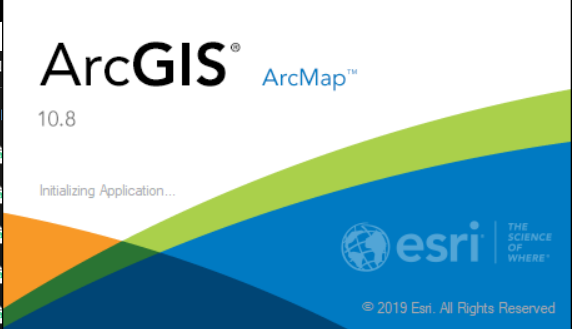 ArcGIS® ArcMap™
10.8
Initializing Application...
esri® THE
SCIENCE
OF
WHERE®
© 2019 Esri. All Rights Reserved